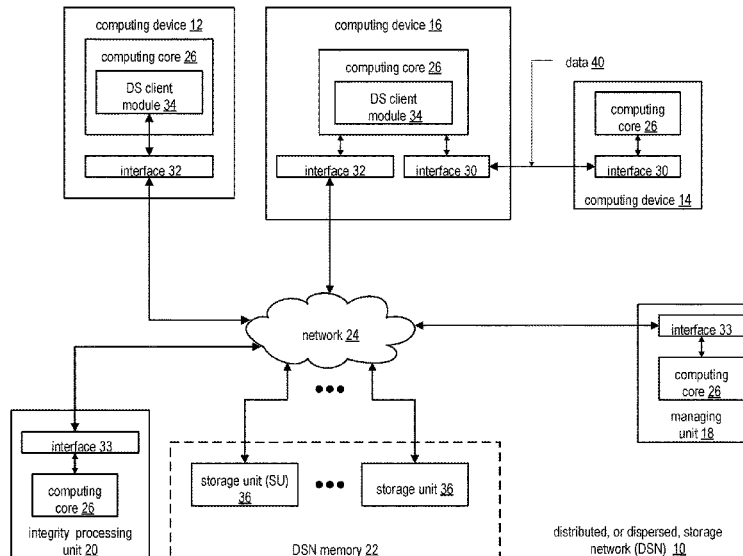 computing device 12
computing core 26
DS client
module 34
interface 32
computing device 16
computing core 26
DS client
module 34
interface 32
interface 30
data 40
computing
core 26
interface 30
computing device 14
network 24
interface 33
computing
core 26
managing
unit 18
interface 33
computing
core 26
integrity processing
unit 20
storage unit (SU)
36
storage unit 36
DSN memory 22
distributed, or dispersed, storage
network (DSN) 10